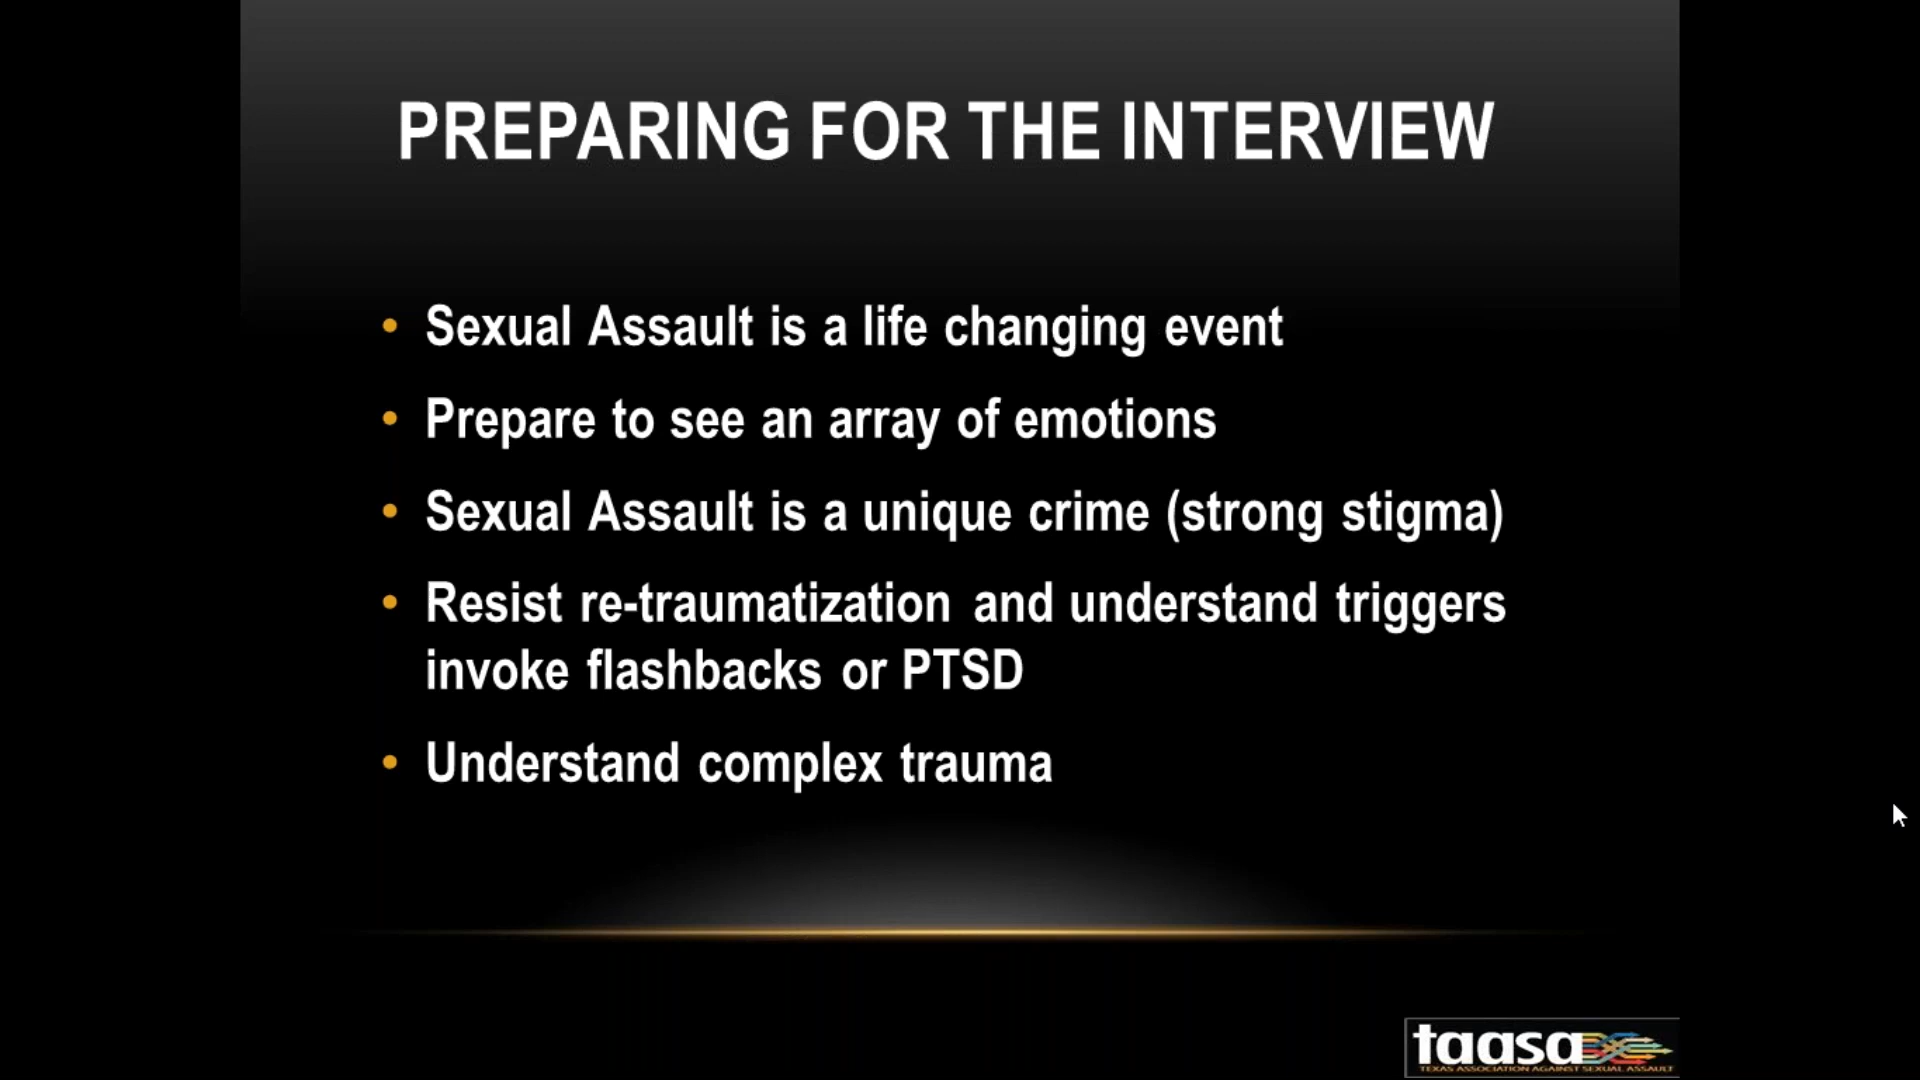 PREPARING FOR THE INTERVIEW
• Sexual Assault is a life changing event
• Prepare to see an array of emotions
• Sexual Assault is a unique crime (strong stigma)
• Resist re-traumatization and understand triggers
invoke flashbacks or PTSD
• Understand complex trauma
taasa
TEXAS ASSOCIATION AGAINST SEXUAL ASSAULT